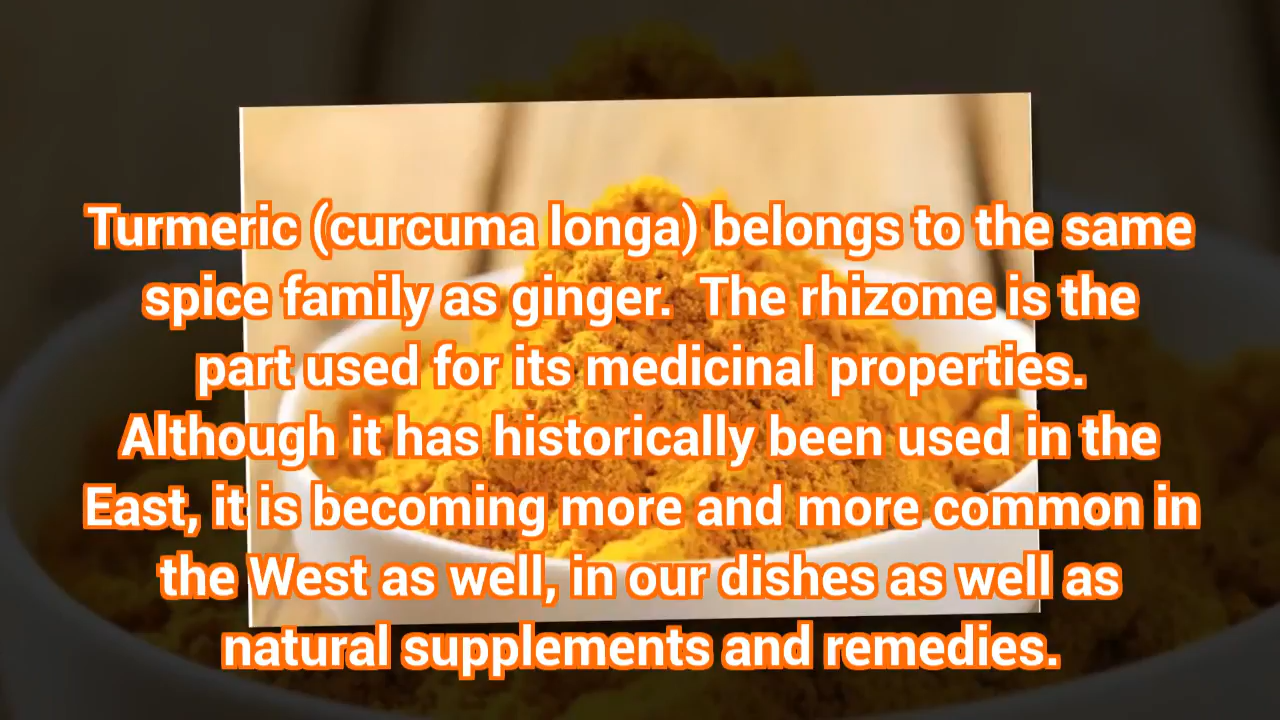 Turmeric (curcuma longa) belongs to the same
spice family as ginger.  The rhizome is the
part used for its medicinal properties.
Although it has historically been used in the
East, it is becoming more and more common in
the West as well, in our dishes as well as
natural supplements and remedies.